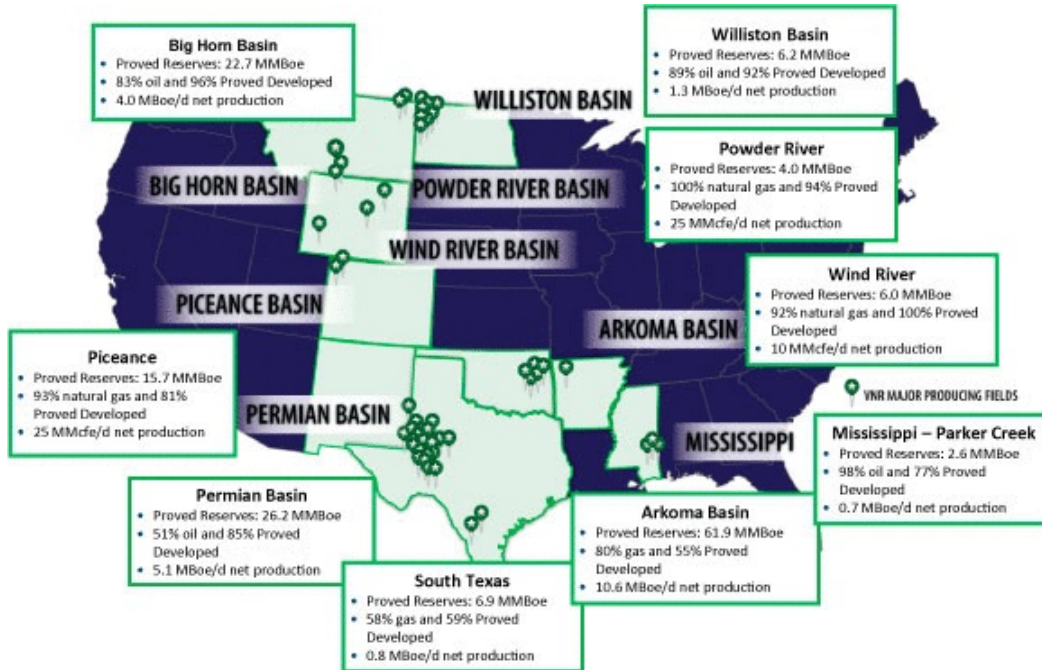 Big Horn Basin
• Proved Reserves: 22.7 MMBoe
• 83% oil and 96% Proved Developed
• 4.0 MBoe/d net production
Williston Basin
• Proved Reserves: 6.2 MMBoe
• 89% oil and 92% Proved Developed
• 1.3 MBoe/d net production
WILLISTON BASIN
Powder River
• Proved Reserves: 4.0 MMBoe
• 100% natural gas and 94% Proved
Developed
• 25 MMcfe/d net production
BIG HORN BASIN
POWDER RIVER BASIN
WIND RIVER BASIN
Wind River
• Proved Reserves: 6.0 MMBoe
• 92% natural gas and 100% Proved
Developed
• 10 MMcfe/d net production
PICEANCE BASIN
ARKOMA BASIN
Piceance
• Proved Reserves: 15.7 MMBoe
• 93% natural gas and 81%
Proved Developed
• 25 MMcfe/d net production
VNR MAJOR PRODUCING FIELDS
PERMIAN BASIN
MISSISSIPPI
Mississippi – Parker Creek
• Proved Reserves: 2.6 MMBoe
• 98% oil and 77% Proved
Developed
• 0.7 MBoe/d net production
Permian Basin
• Proved Reserves: 26.2 MMBoe
• 51% oil and 85% Proved
Developed
• 5.1 MBoe/d net production
Arkoma Basin
• Proved Reserves: 61.9 MMBoe
• 80% gas and 55% Proved
Developed
• 10.6 MBoe/d net production
South Texas
• Proved Reserves: 6.9 MMBoe
• 58% gas and 59% Proved
Developed
• 0.8 MBoe/d net production